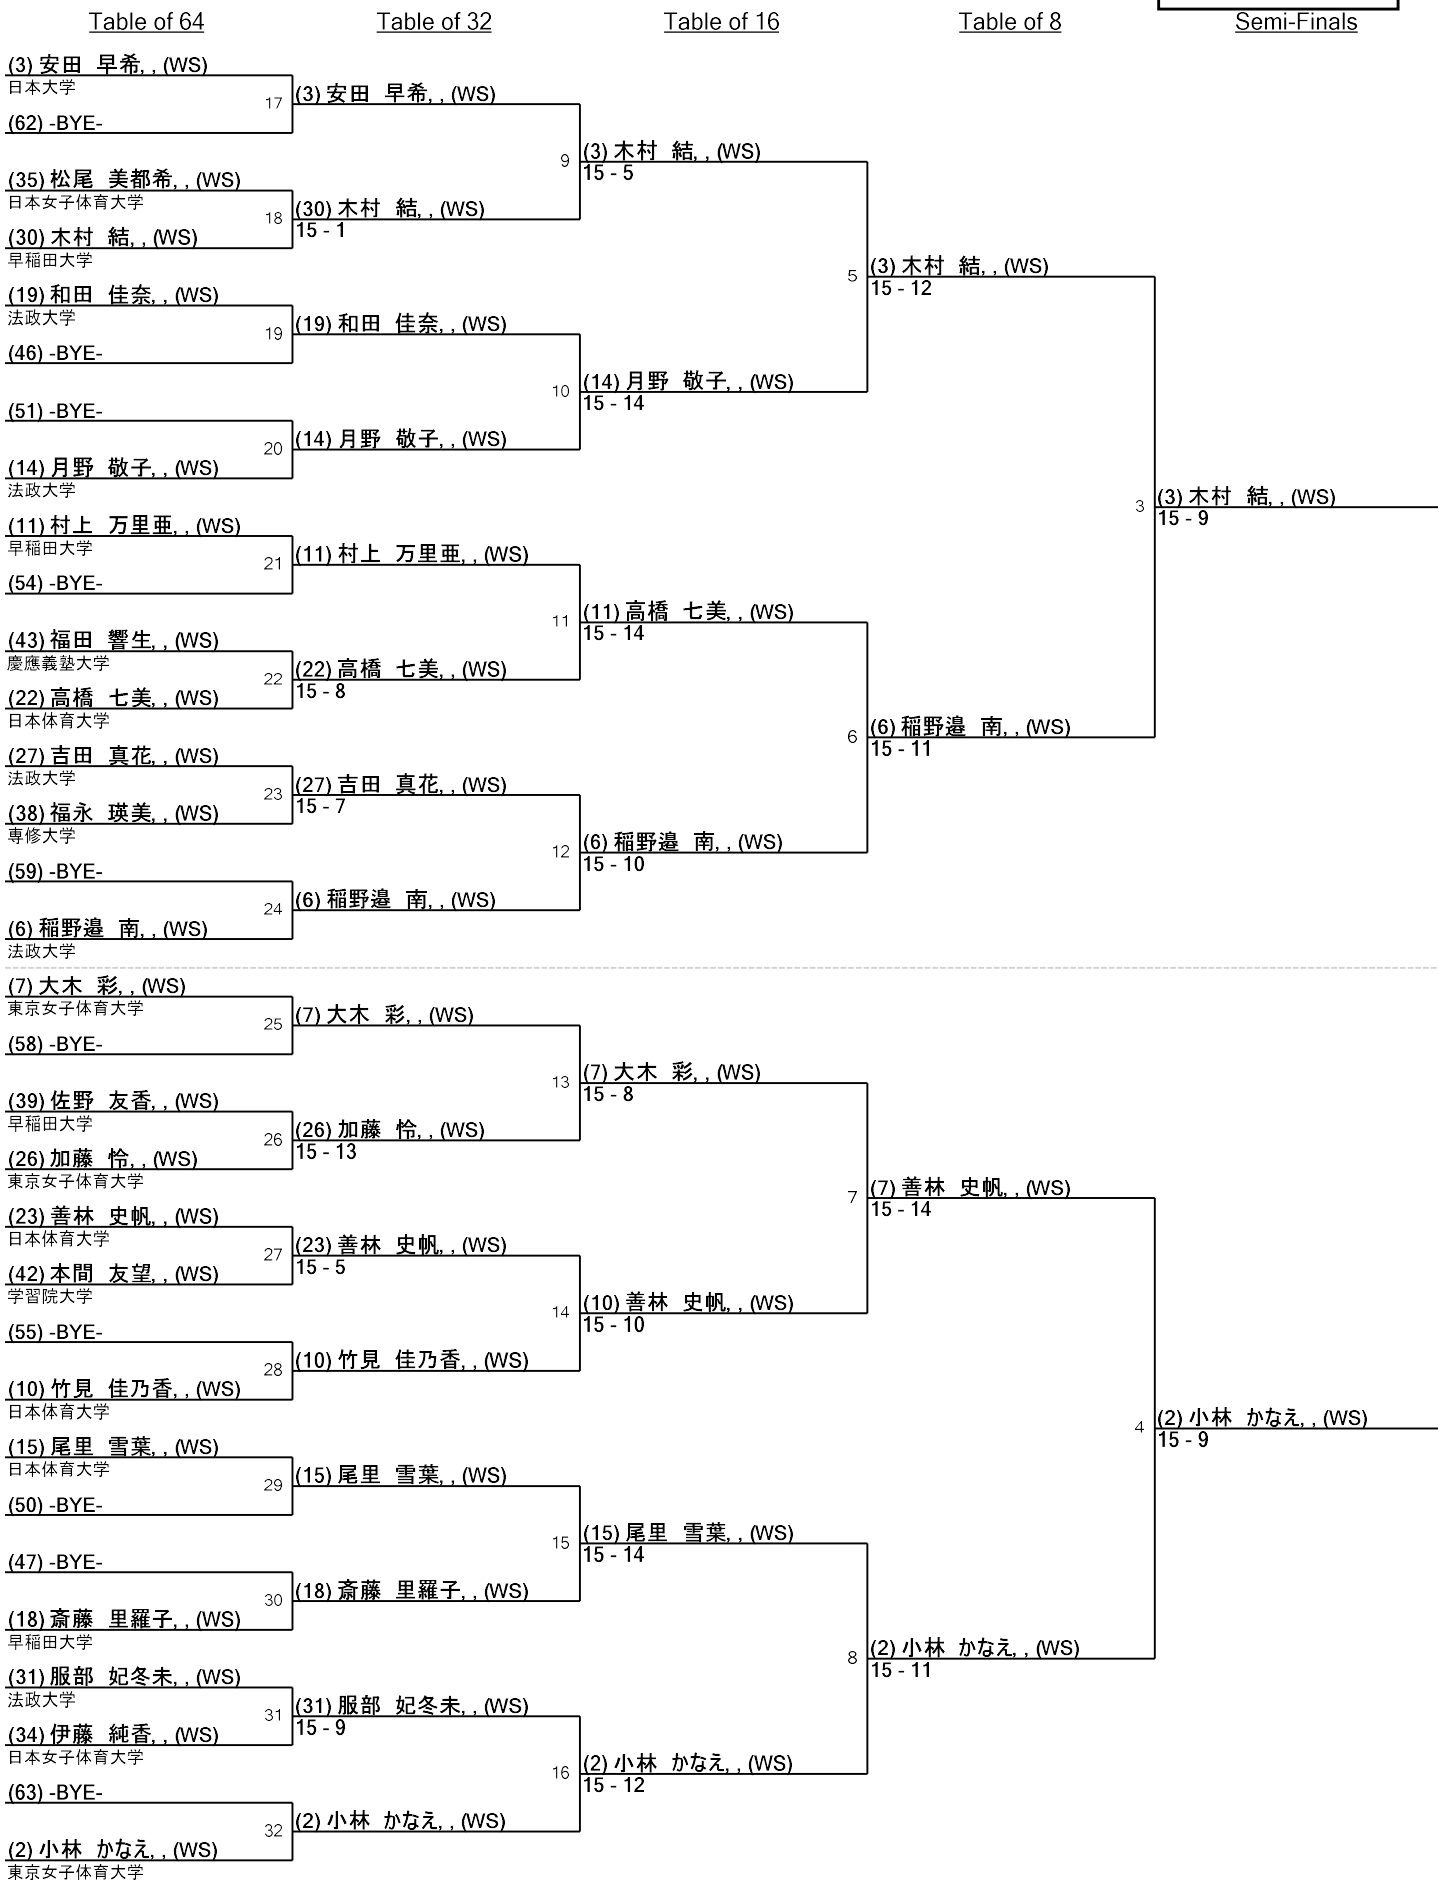 Table of 64
Table of 32
Table of 16
Table of 8
Semi-Finals
(3) 安田　早希, , (WS)
日本大学
17
(62) -BYE-
(3) 安田　早希, , (WS)
9
(3) 木村　結, , (WS)
15 - 5
(35) 松尾　美都希, , (WS)
日本女子体育大学
18
(30) 木村　結, , (WS)
15 - 1
(30) 木村　結, , (WS)
早稲田大学
5
(3) 木村　結, , (WS)
15 - 12
(19) 和田　佳奈, , (WS)
法政大学
19
(19) 和田　佳奈, , (WS)
(46) -BYE-
10
(14) 月野　敬子, , (WS)
15 - 14
(51) -BYE-
20
(14) 月野　敬子, , (WS)
(14) 月野　敬子, , (WS)
法政大学
3
(3) 木村　結, , (WS)
15 - 9
(11) 村上　万里亜, , (WS)
早稲田大学
21
(11) 村上　万里亜, , (WS)
(54) -BYE-
11
(11) 高橋　七美, , (WS)
15 - 14
(43) 福田　響生, , (WS)
慶應義塾大学
22
(22) 高橋　七美, , (WS)
15 - 8
(22) 高橋　七美, , (WS)
日本体育大学
6
(6) 稲野邉　南, , (WS)
15 - 11
(27) 吉田　真花, , (WS)
法政大学
23
(27) 吉田　真花, , (WS)
15 - 7
(38) 福永　瑛美, , (WS)
専修大学
12
(6) 稲野邉　南, , (WS)
15 - 10
(59) -BYE-
24
(6) 稲野邉　南, , (WS)
(6) 稲野邉　南, , (WS)
法政大学
(7) 大木　彩, , (WS)
東京女子体育大学
25
(7) 大木　彩, , (WS)
(58) -BYE-
13
(7) 大木　彩, , (WS)
15 - 8
(39) 佐野　友香, , (WS)
早稲田大学
26
(26) 加藤　怜, , (WS)
15 - 13
(26) 加藤　怜, , (WS)
東京女子体育大学
7
(7) 善林　史帆, , (WS)
15 - 14
(23) 善林　史帆, , (WS)
日本体育大学
27
(23) 善林　史帆, , (WS)
15 - 5
(42) 本間　友望, , (WS)
学習院大学
14
(10) 善林　史帆, , (WS)
15 - 10
(55) -BYE-
28
(10) 竹見　佳乃香, , (WS)
(10) 竹見　佳乃香, , (WS)
日本体育大学
4
(2) 小林　かなえ, , (WS)
15 - 9
(15) 尾里　雪葉, , (WS)
日本体育大学
29
(15) 尾里　雪葉, , (WS)
(50) -BYE-
15
(15) 尾里　雪葉, , (WS)
15 - 14
(47) -BYE-
30
(18) 斎藤　里羅子, , (WS)
(18) 斎藤　里羅子, , (WS)
早稲田大学
8
(2) 小林　かなえ, , (WS)
15 - 11
(31) 服部　妃冬未, , (WS)
法政大学
31
(31) 服部　妃冬未, , (WS)
15 - 9
(34) 伊藤　純香, , (WS)
日本女子体育大学
16
(2) 小林　かなえ, , (WS)
15 - 12
(63) -BYE-
32
(2) 小林　かなえ, , (WS)
(2) 小林　かなえ, , (WS)
東京女子体育大学